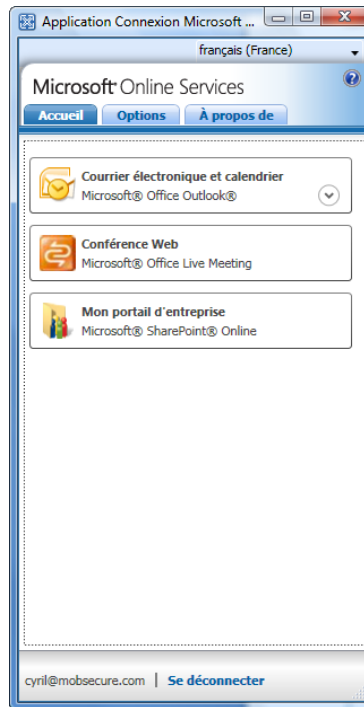 Application Connexion Microsoft ...
français (France)
Microsoft® Online Services
Accueil
Options
À propos de
Courrier électronique et calendrier
Microsoft® Office Outlook®
Conférence Web
Microsoft® Office Live Meeting
Mon portail d'entreprise
Microsoft® SharePoint® Online
cyril@mobsecure.com | Se déconnecter